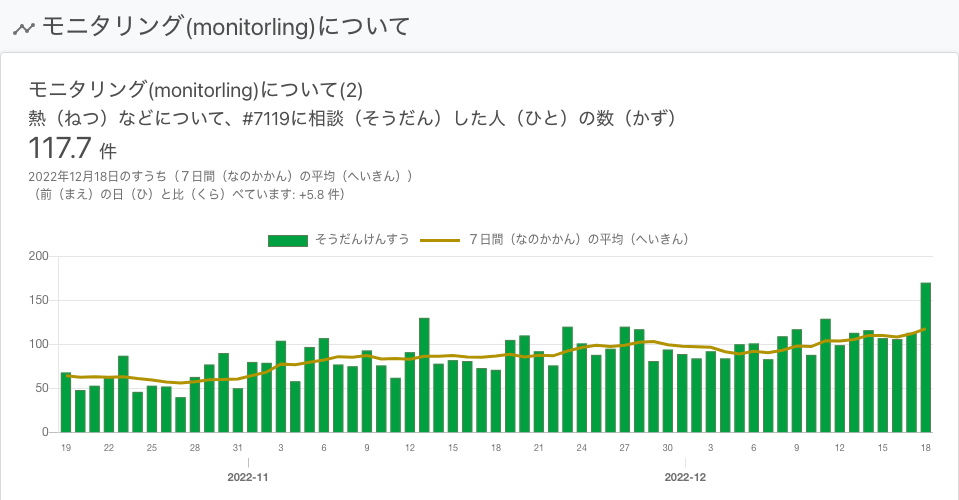 モニタリング(monitorling)について
モニタリング(monitorling)について(2)
熱（ねつ）などについて、#7119に相談（そうだん）した人（ひと）の数（かず）
117.7 件
2022年12月18日のすうち（７日間（なのかかん）の平均（へいきん））
（前（まえ）の日（ひ）と比（くら）べています: +5.8 件）
そうだんけんすう ７日間（なのかかん）の平均（へいきん）
200
150
100
50
0
19 22 25 28 31 3 6 9 12 15 18 21 24 27 30 3 6 9 12 15 18
2022-11 2022-12